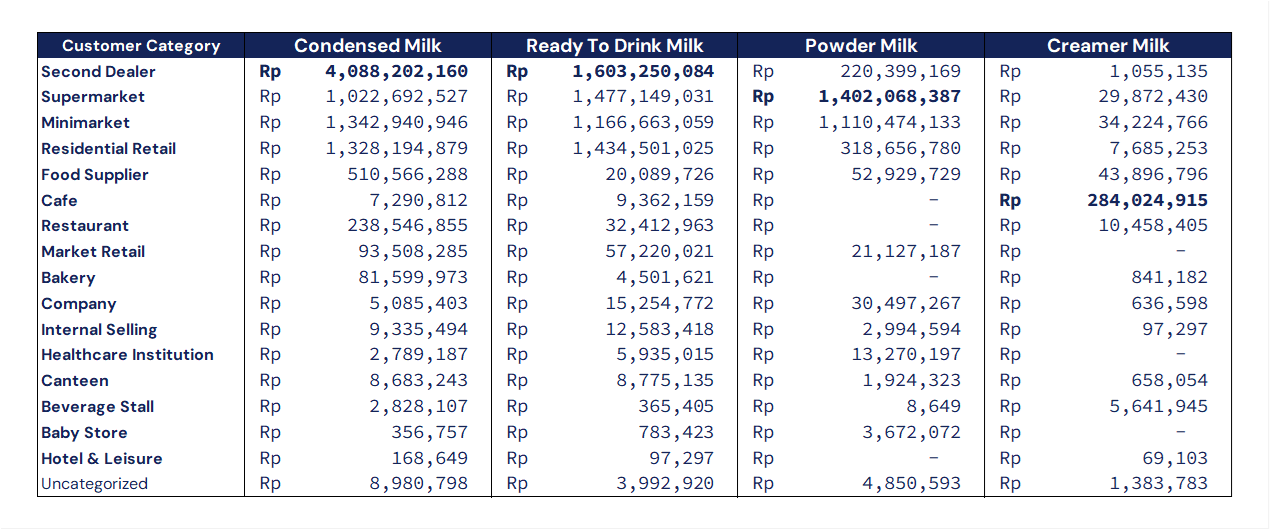 Customer Category Condensed Milk Ready To Drink Milk Powder Milk Creamer Milk
Second Dealer Rp 4,088,202,160 Rp 1,603,250,084 Rp 220,399,169 Rp 1,055,135
Supermarket Rp 1,022,692,527 Rp 1,477,149,031 Rp 1,402,068,387 Rp 29,872,430
Minimarket Rp 1,342,940,946 Rp 1,166,663,059 Rp 1,110,474,133 Rp 34,224,766
Residential Retail Rp 1,328,194,879 Rp 1,434,501,025 Rp 318,656,780 Rp 7,685,253
Food Supplier Rp 510,566,288 Rp 20,089,726 Rp 52,929,729 Rp 43,896,796
Cafe Rp 7,290,812 Rp 9,362,159 Rp - Rp 284,024,915
Restaurant Rp 238,546,855 Rp 32,412,963 Rp - Rp 10,458,405
Market Retail Rp 93,508,285 Rp 57,220,021 Rp 21,127,187 Rp -
Bakery Rp 81,599,973 Rp 4,501,621 Rp - Rp 841,182
Company Rp 5,085,403 Rp 15,254,772 Rp 30,497,267 Rp 636,598
Internal Selling Rp 9,335,494 Rp 12,583,418 Rp 2,994,594 Rp 97,297
Healthcare Institution Rp 2,789,187 Rp 5,935,015 Rp 13,270,197 Rp -
Canteen Rp 8,683,243 Rp 8,775,135 Rp 1,924,323 Rp 658,054
Beverage Stall Rp 2,828,107 Rp 365,405 Rp 8,649 Rp 5,641,945
Baby Store Rp 356,757 Rp 783,423 Rp 3,672,072 Rp -
Hotel & Leisure Rp 168,649 Rp 97,297 Rp - Rp 69,103
Uncategorized Rp 8,980,798 Rp 3,992,920 Rp 4,850,593 Rp 1,383,783